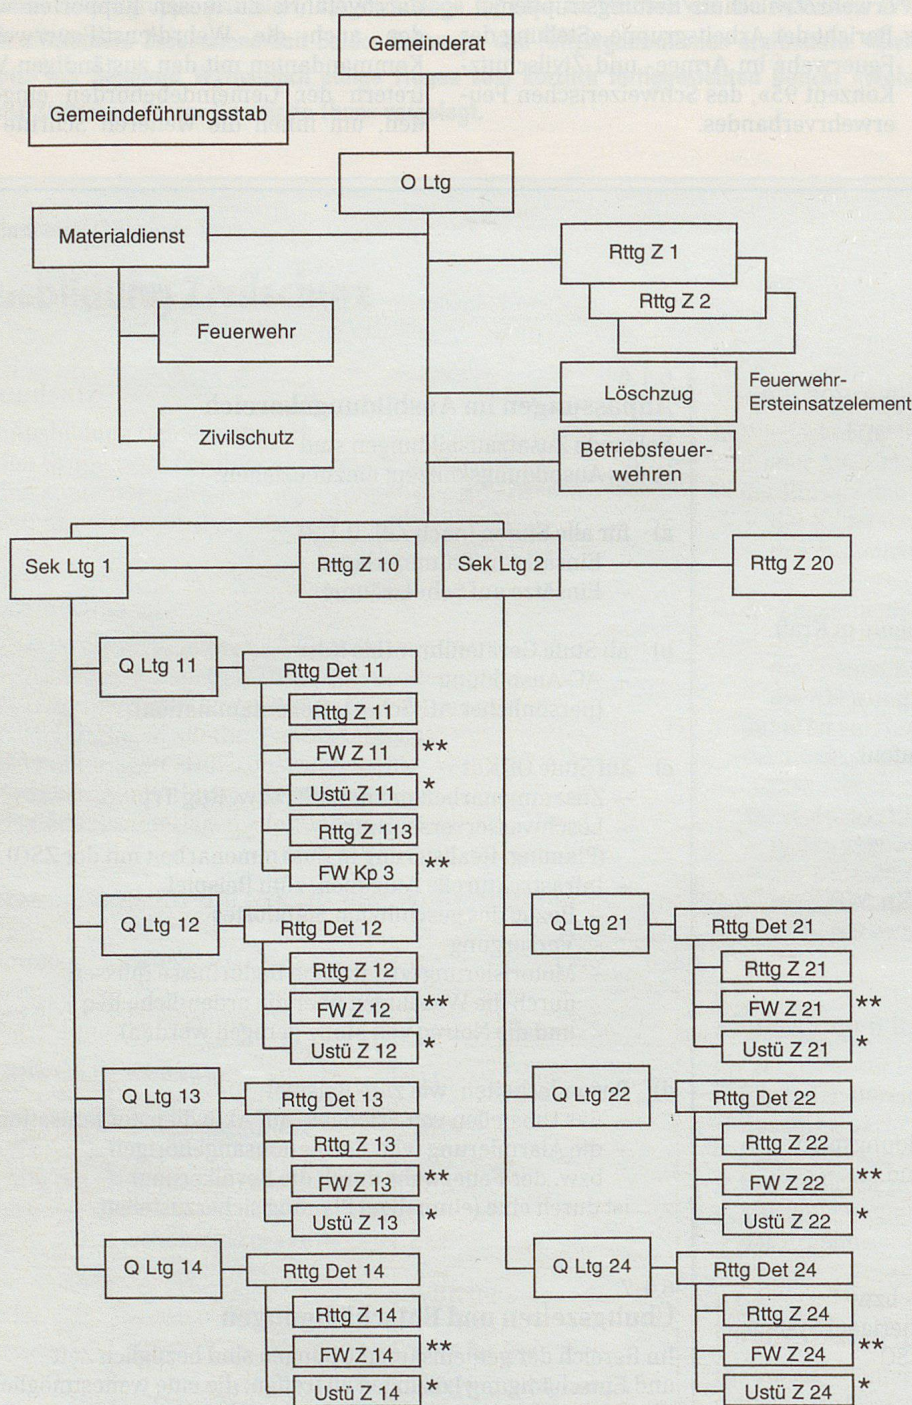 Gemeinderat
Gemeindeführungsstab
O Ltg
Materialdienst
Rttg Z 1
Rttg Z 2
Feuerwehr
Löschzug
Feuerwehr-
Ersteinsatzelement
Zivilschutz
Betriebsfeuer-
wehren
Sek Ltg 1
Rttg Z 10
Sek Ltg 2
Rttg Z 20
Q Ltg 11
Rttg Det 11
Rttg Z 11
FW Z 11 **
Ustü Z 11 *
Rttg Z 113
FW Kp 3 **
Q Ltg 12
Rttg Det 12
Rttg Z 12
FW Z 12 **
Ustü Z 12 *
Q Ltg 13
Rttg Det 13
Rttg Z 13
FW Z 13 **
Ustü Z 13 *
Q Ltg 14
Rttg Det 14
Rttg Z 14
FW Z 14 **
Ustü Z 14 *
Q Ltg 21
Rttg Det 21
Rttg Z 21
FW Z 21 **
Ustü Z 21 *
Q Ltg 22
Rttg Det 22
Rttg Z 22
FW Z 22 **
Ustü Z 22 *
Q Ltg 24
Rttg Det 24
Rttg Z 24
FW Z 24 **
Ustü Z 24 *